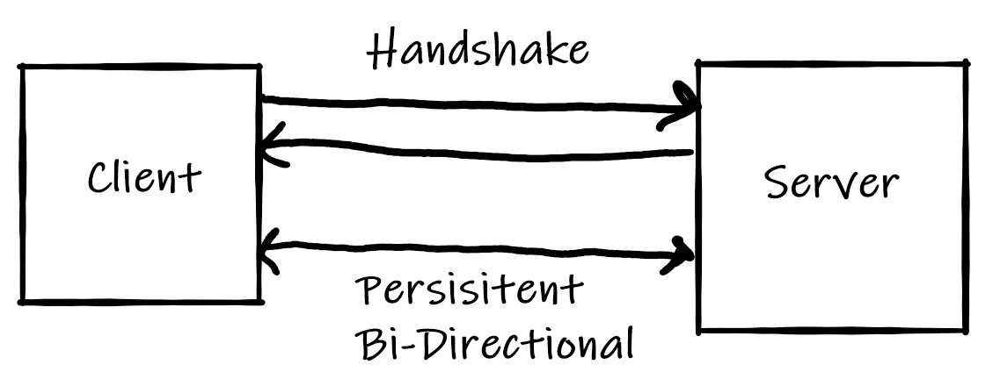 Handshake
Client
Server
Persisitent
Bi-Directional